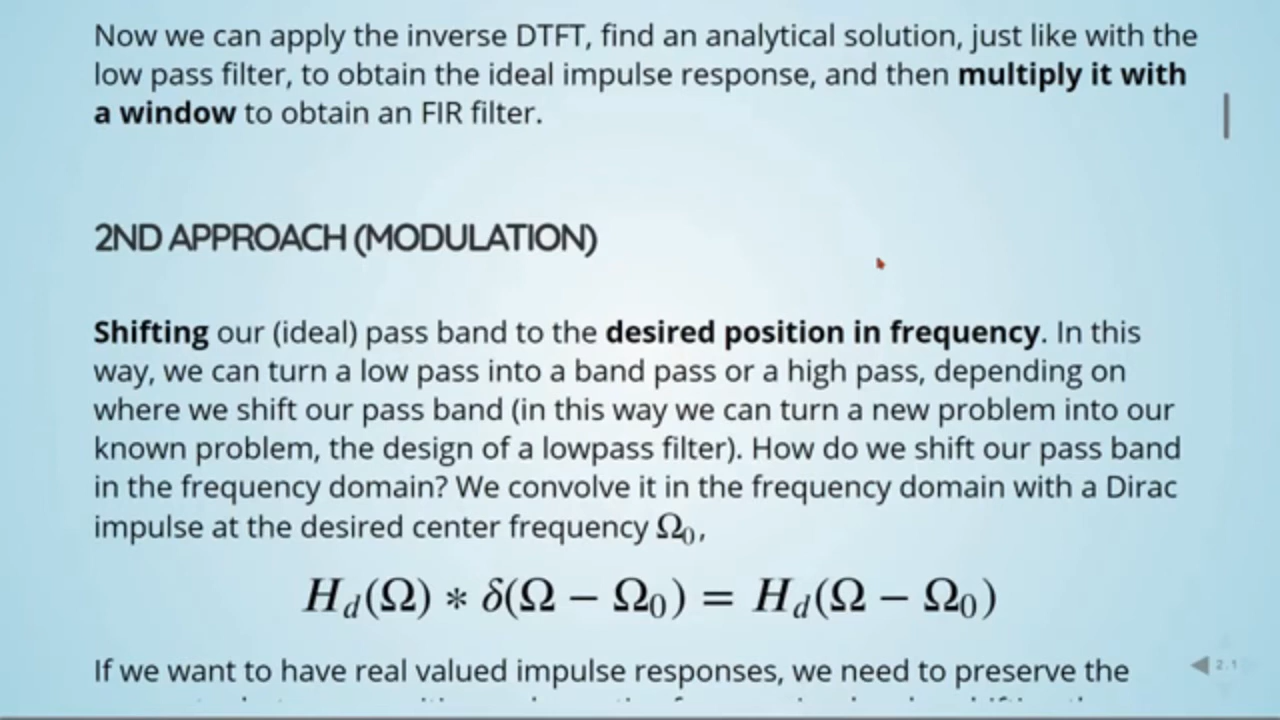 Now we can apply the inverse DTFT, find an analytical solution, just like with the
low pass filter, to obtain the ideal impulse response, and then multiply it with
a window to obtain an FIR filter.
2ND APPROACH (MODULATION)
Shifting our (ideal) pass band to the desired position in frequency. In this
way, we can turn a low pass into a band pass or a high pass, depending on
where we shift our pass band (in this way we can turn a new problem into our
known problem, the design of a lowpass filter). How do we shift our pass band
in the frequency domain? We convolve it in the frequency domain with a Dirac
impulse at the desired center frequency Ω₀,
H_d(Ω) ∗ δ(Ω − Ω₀) = H_d(Ω − Ω₀)
If we want to have real valued impulse responses, we need to preserve the
2.1